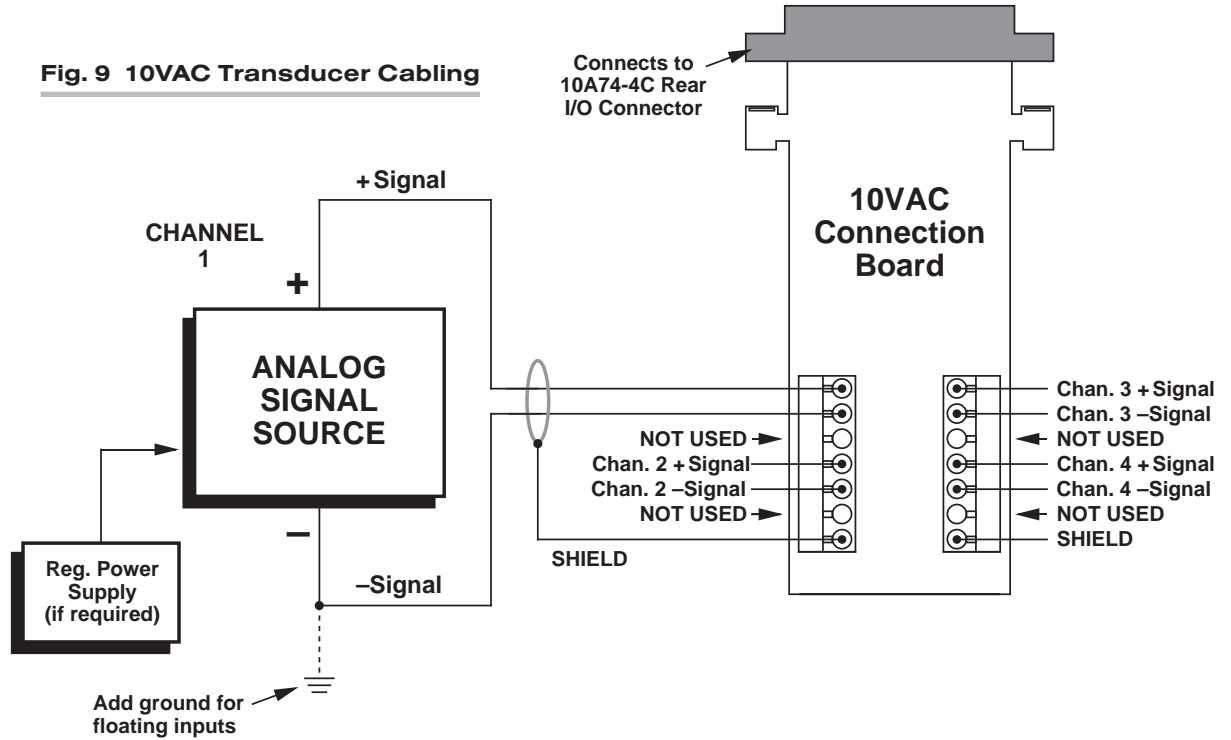 Fig. 9 10VAC Transducer Cabling
Connects to
10A74-4C Rear
I/O Connector
10VAC
Connection
Board
+Signal
CHANNEL
1
+
ANALOG
SIGNAL
SOURCE
–
–Signal
Reg. Power
Supply
(if required)
Add ground for
floating inputs
NOT USED
Chan. 2 +Signal
Chan. 2 –Signal
NOT USED
SHIELD
Chan. 3 +Signal
Chan. 3 –Signal
NOT USED
Chan. 4 +Signal
Chan. 4 –Signal
NOT USED
SHIELD